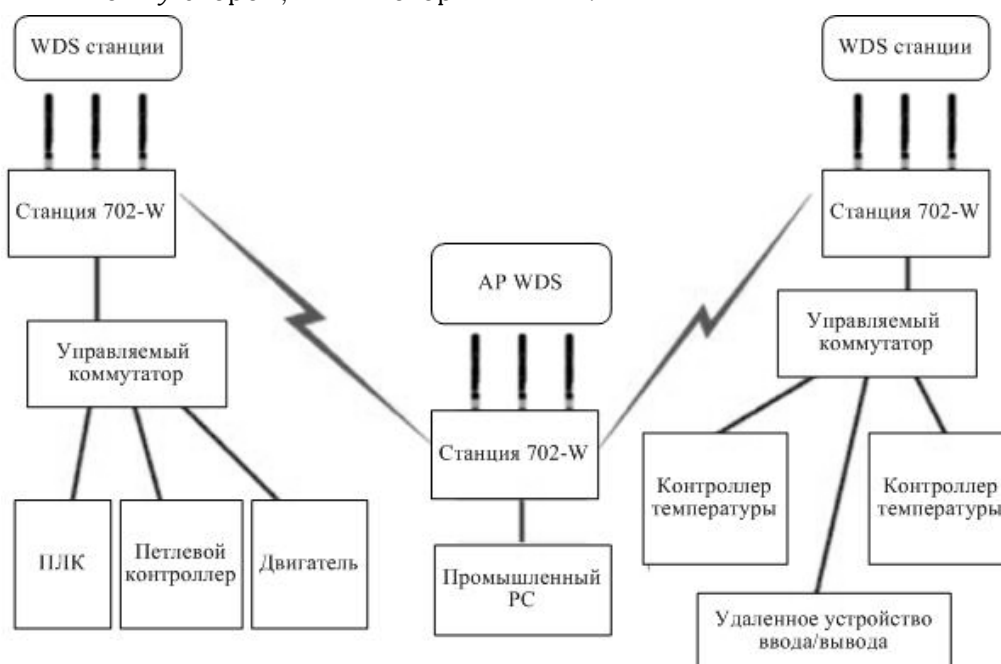 WDS станции
WDS станции
Станция 702-W
Станция 702-W
AP WDS
Управляемый
коммутатор
Управляемый
коммутатор
Станция 702-W
Контроллер
температуры
Контроллер
температуры
ПЛК
Петлевой
контроллер
Двигатель
Промышленный
PC
Удаленное устройство
ввода/вывода